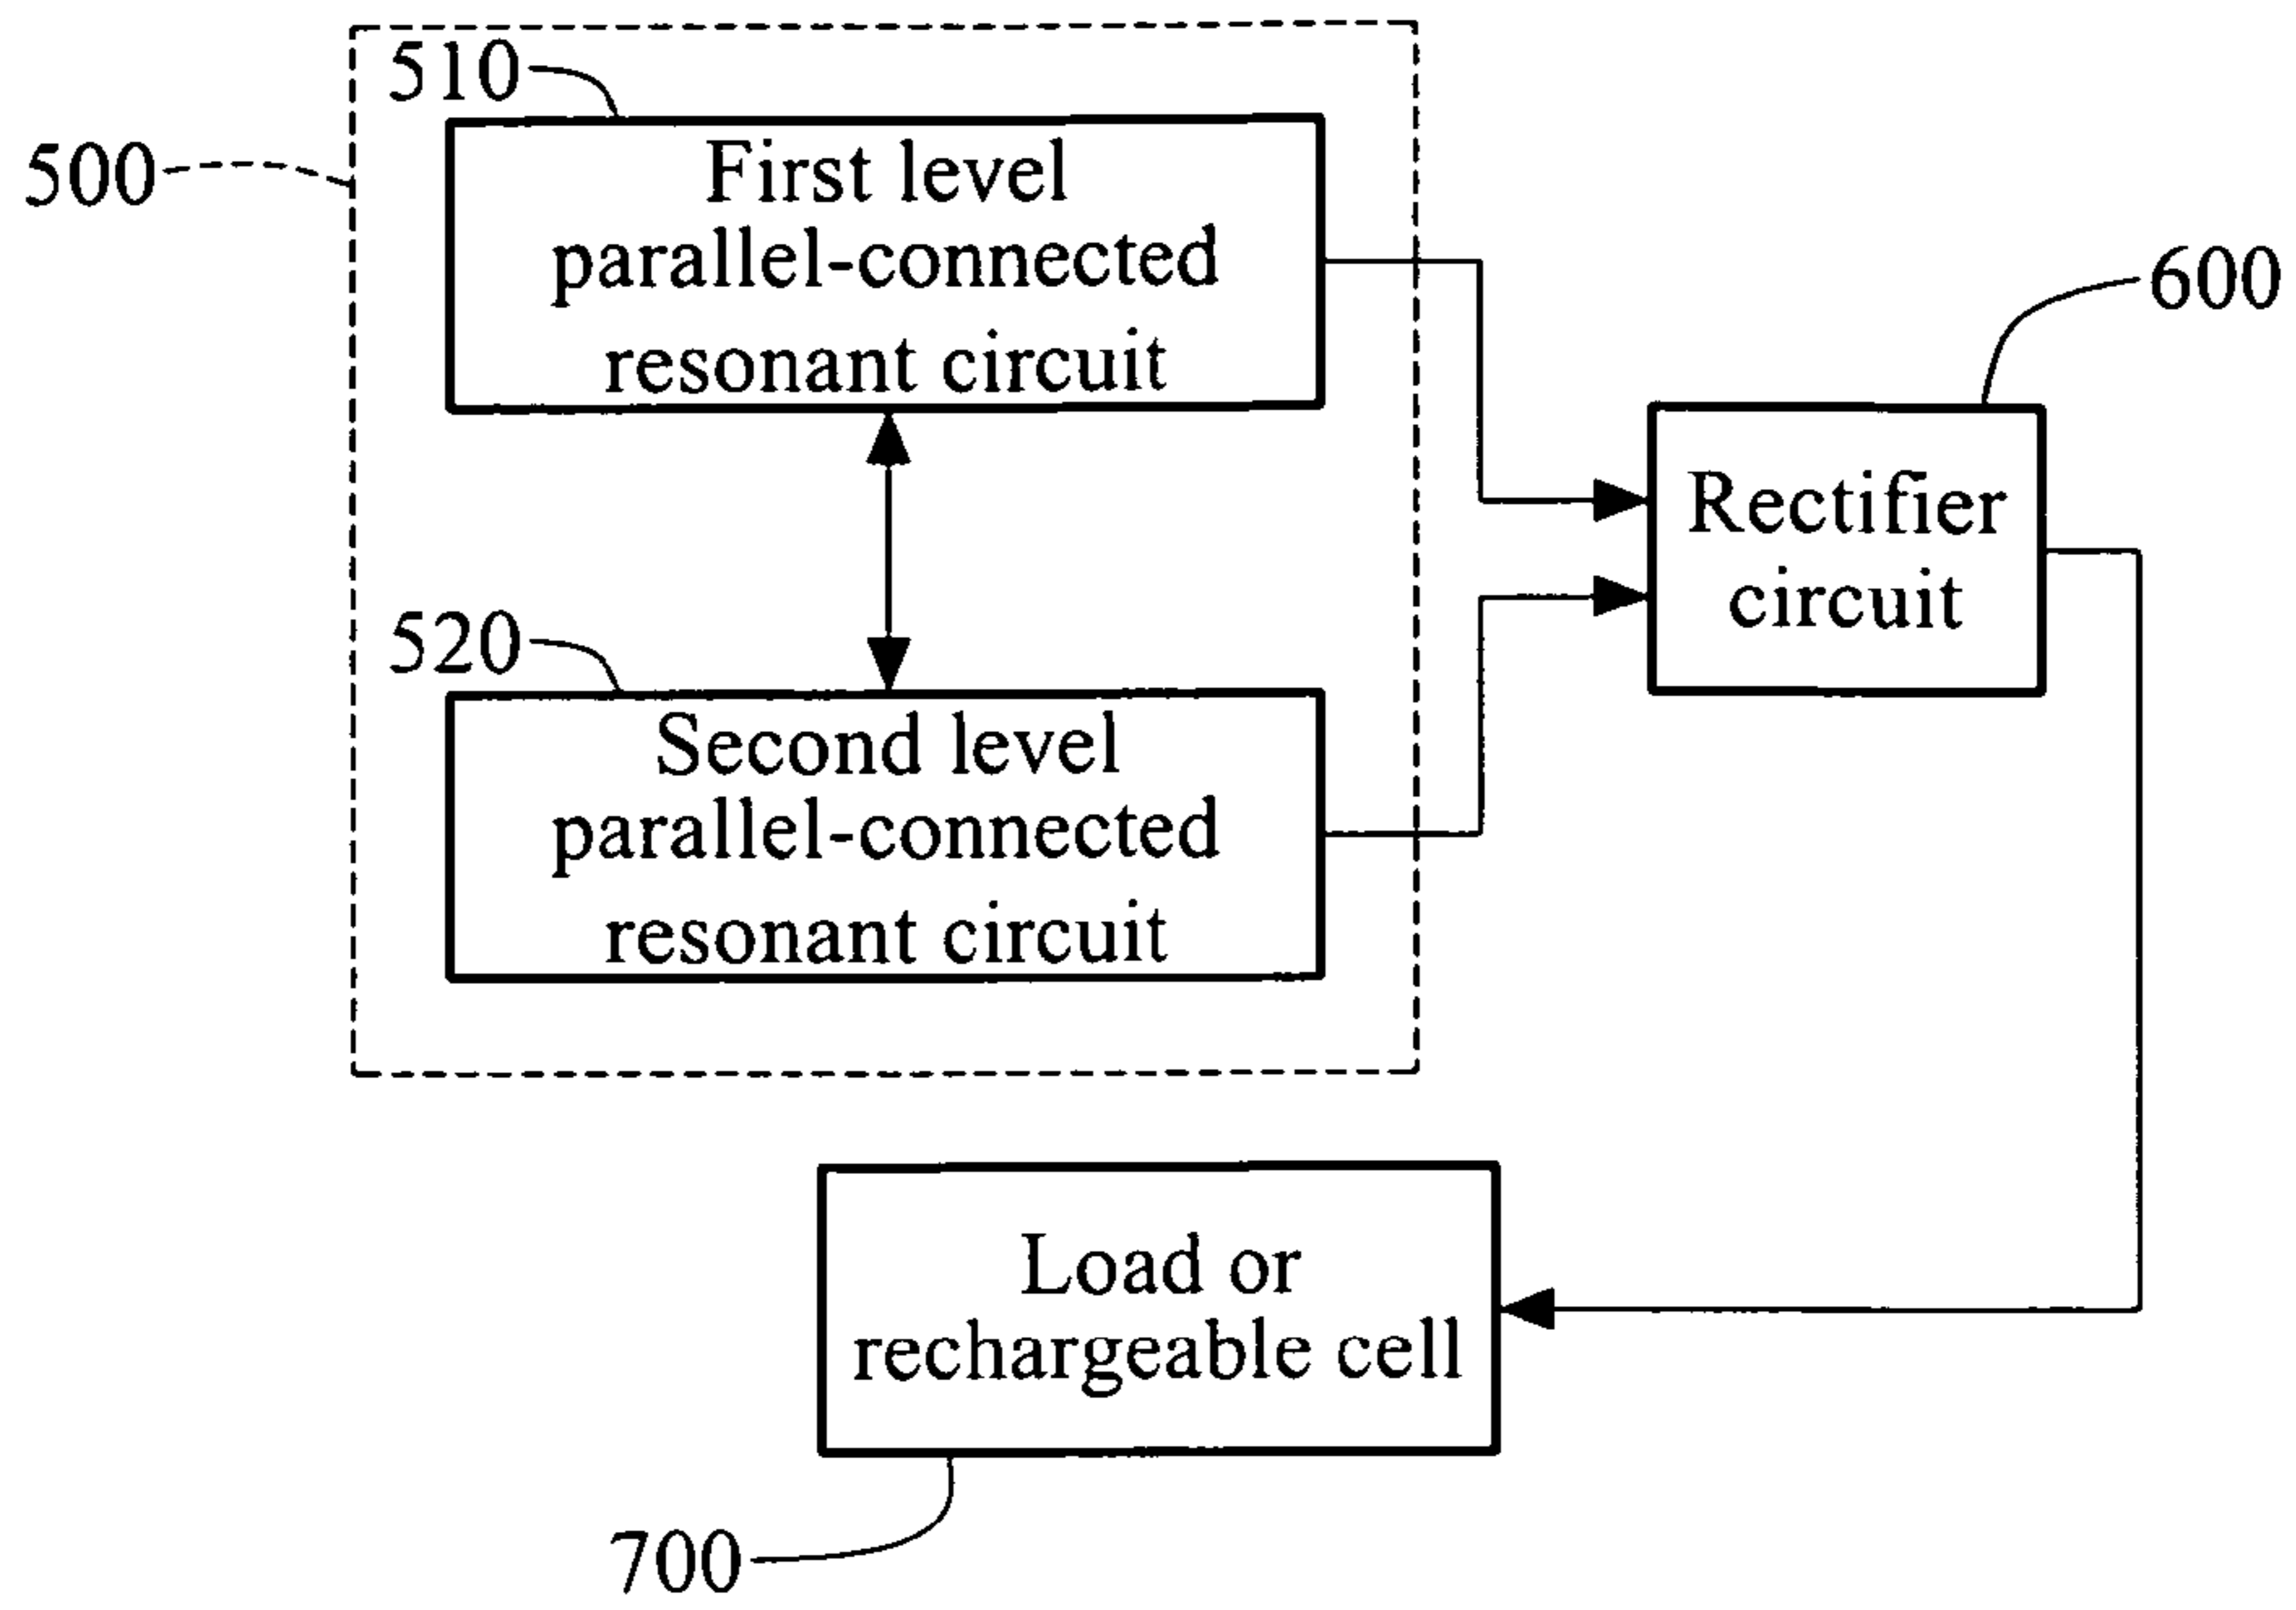 510
500
First level
parallel-connected
resonant circuit
600
Rectifier
circuit
520
Second level
parallel-connected
resonant circuit
Load or
rechargeable cell
700